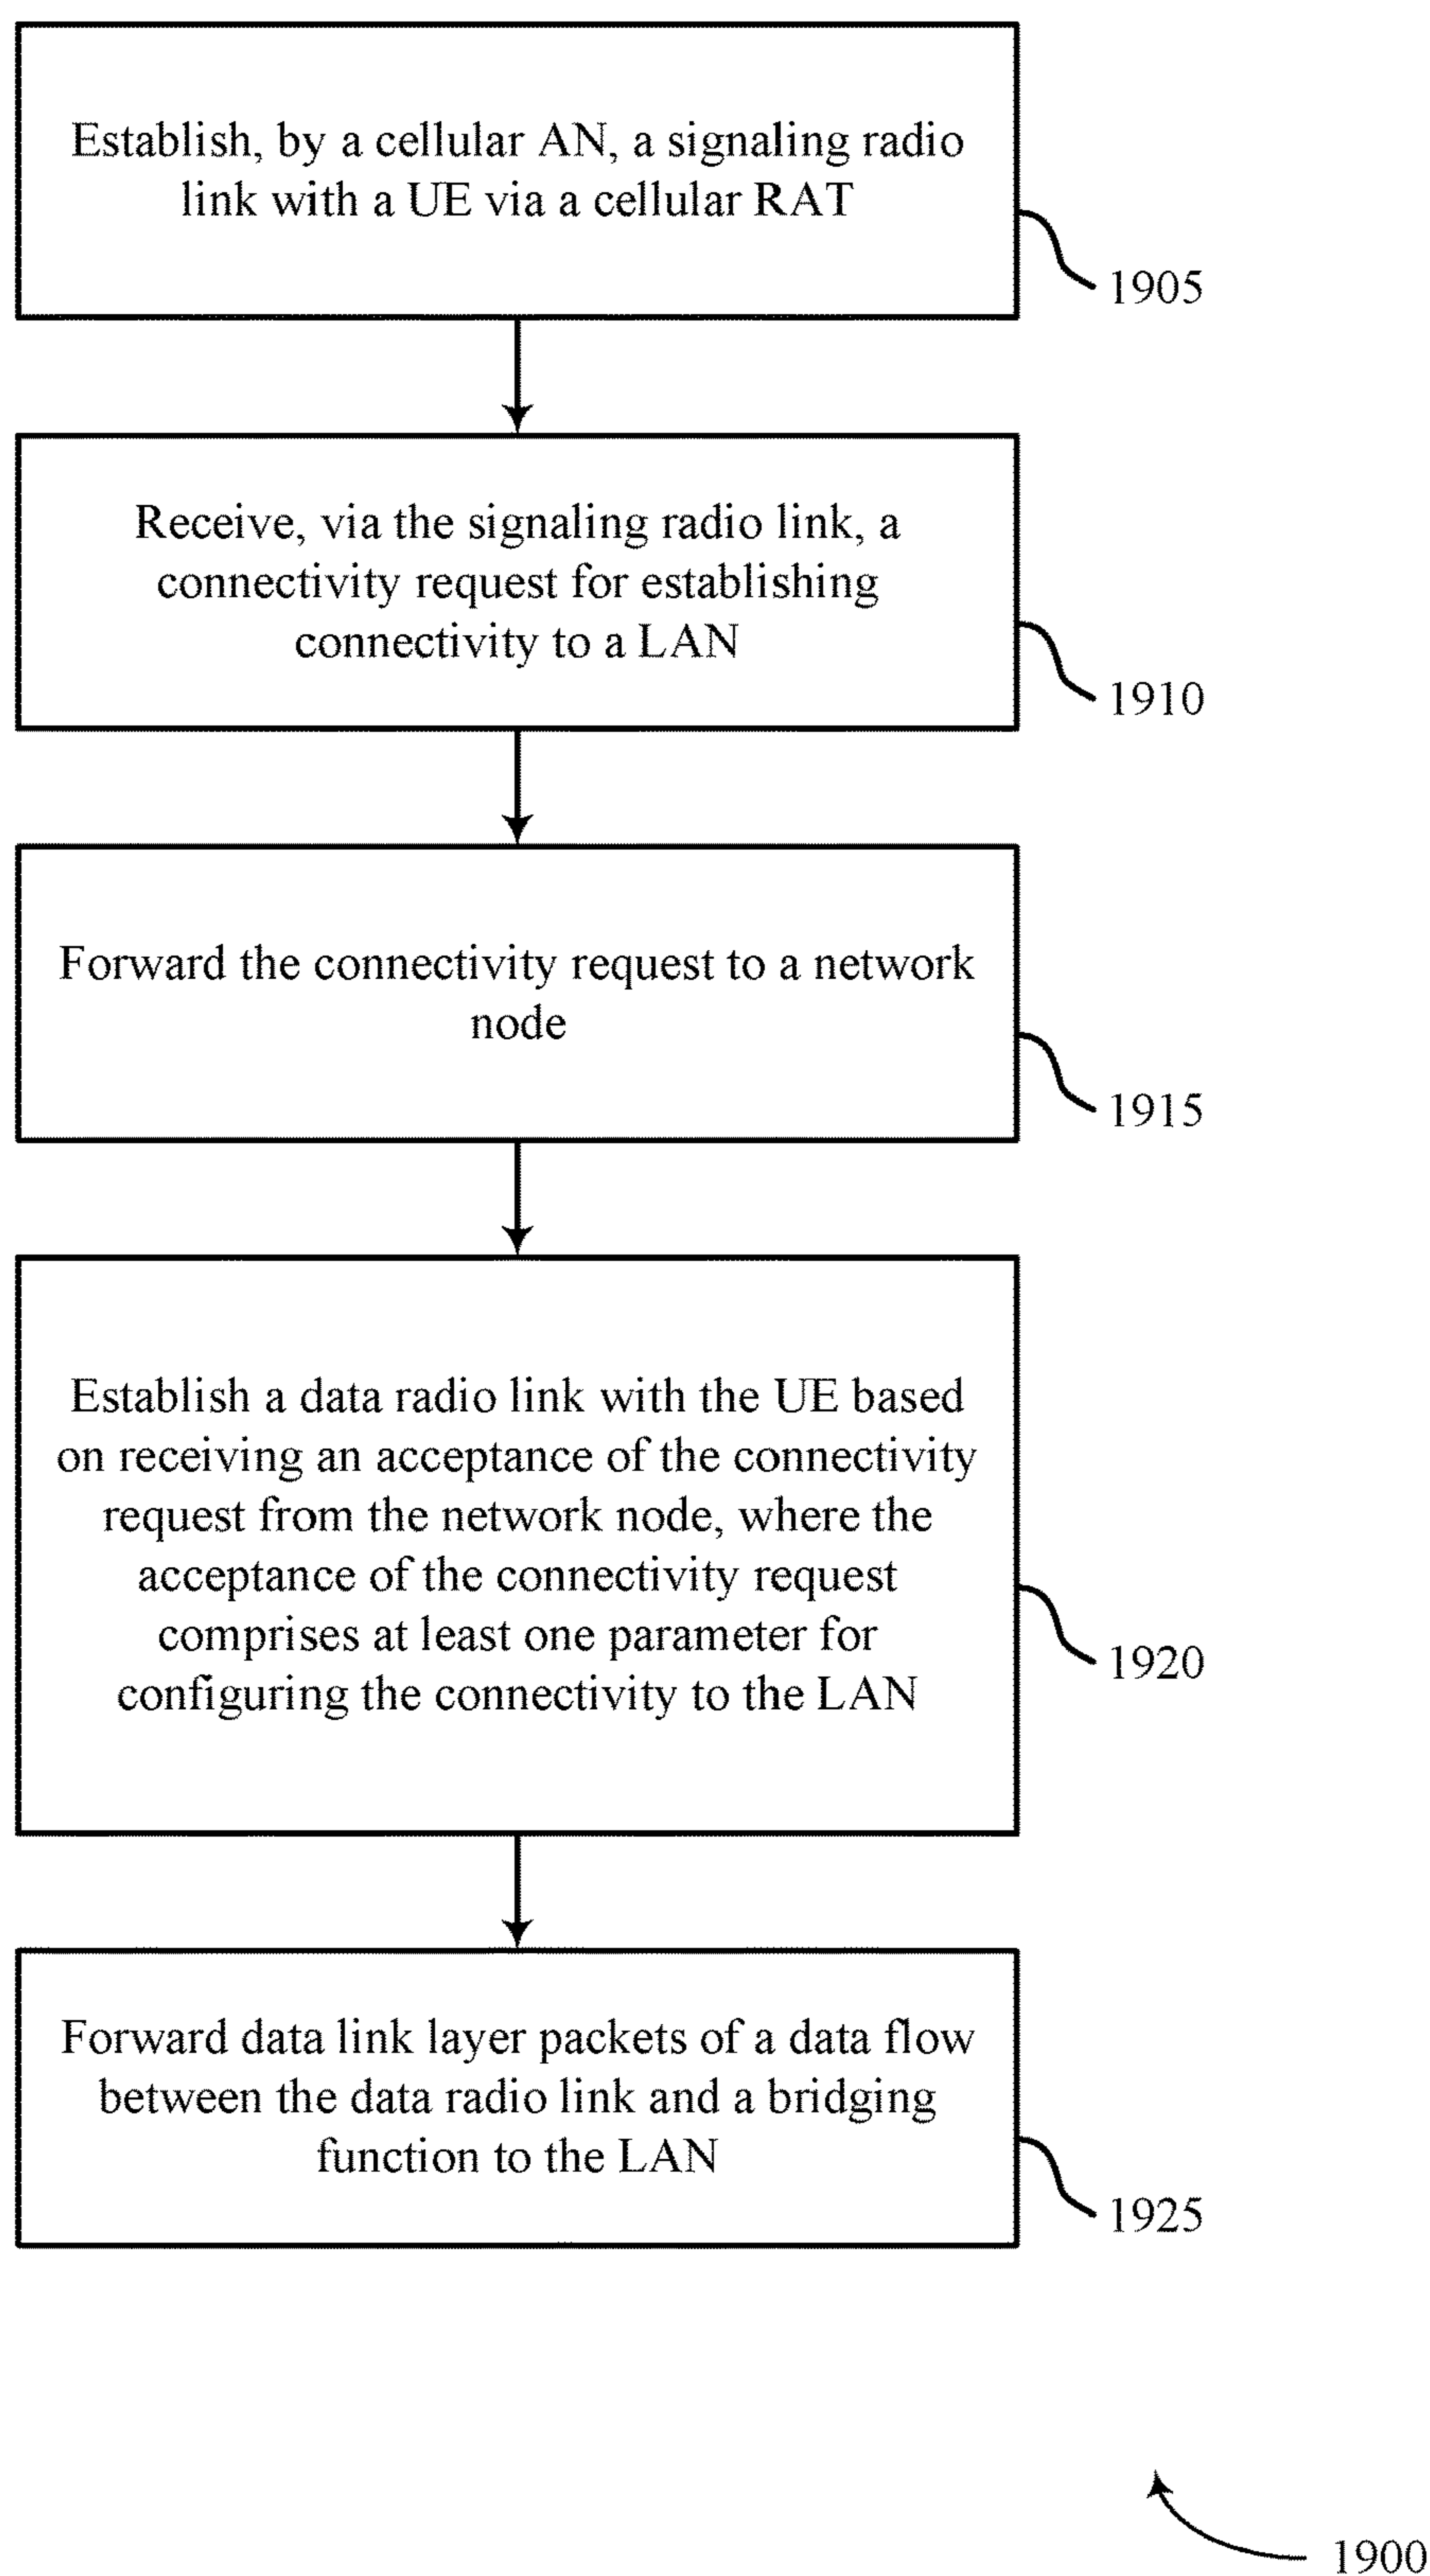 Establish, by a cellular AN, a signaling radio
link with a UE via a cellular RAT
1905
Receive, via the signaling radio link, a
connectivity request for establishing
connectivity to a LAN
1910
Forward the connectivity request to a network
node
1915
Establish a data radio link with the UE based
on receiving an acceptance of the connectivity
request from the network node, where the
acceptance of the connectivity request
comprises at least one parameter for
configuring the connectivity to the LAN
1920
Forward data link layer packets of a data flow
between the data radio link and a bridging
function to the LAN
1925
1900